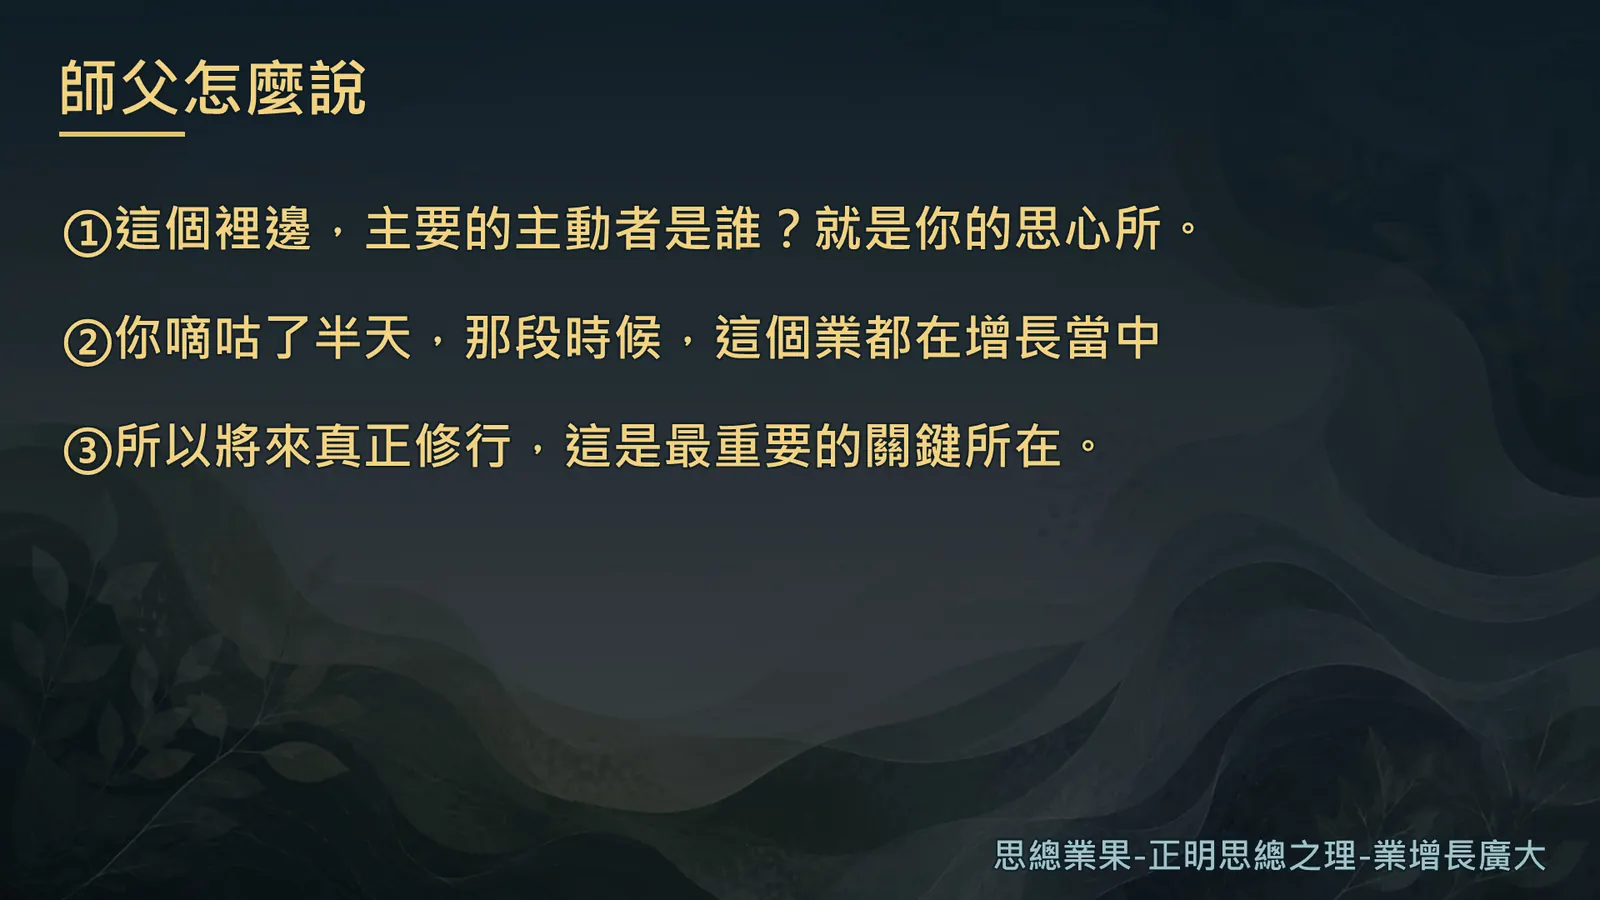 師父怎麼說
①這個裡邊，主要的主動者是誰？就是你的思心所。
②你嘀咕了半天，那段時候，這個業都在增長當中
③所以將來真正修行，這是最重要的關鍵所在。
思總業果-正明思總之理-業增長廣大